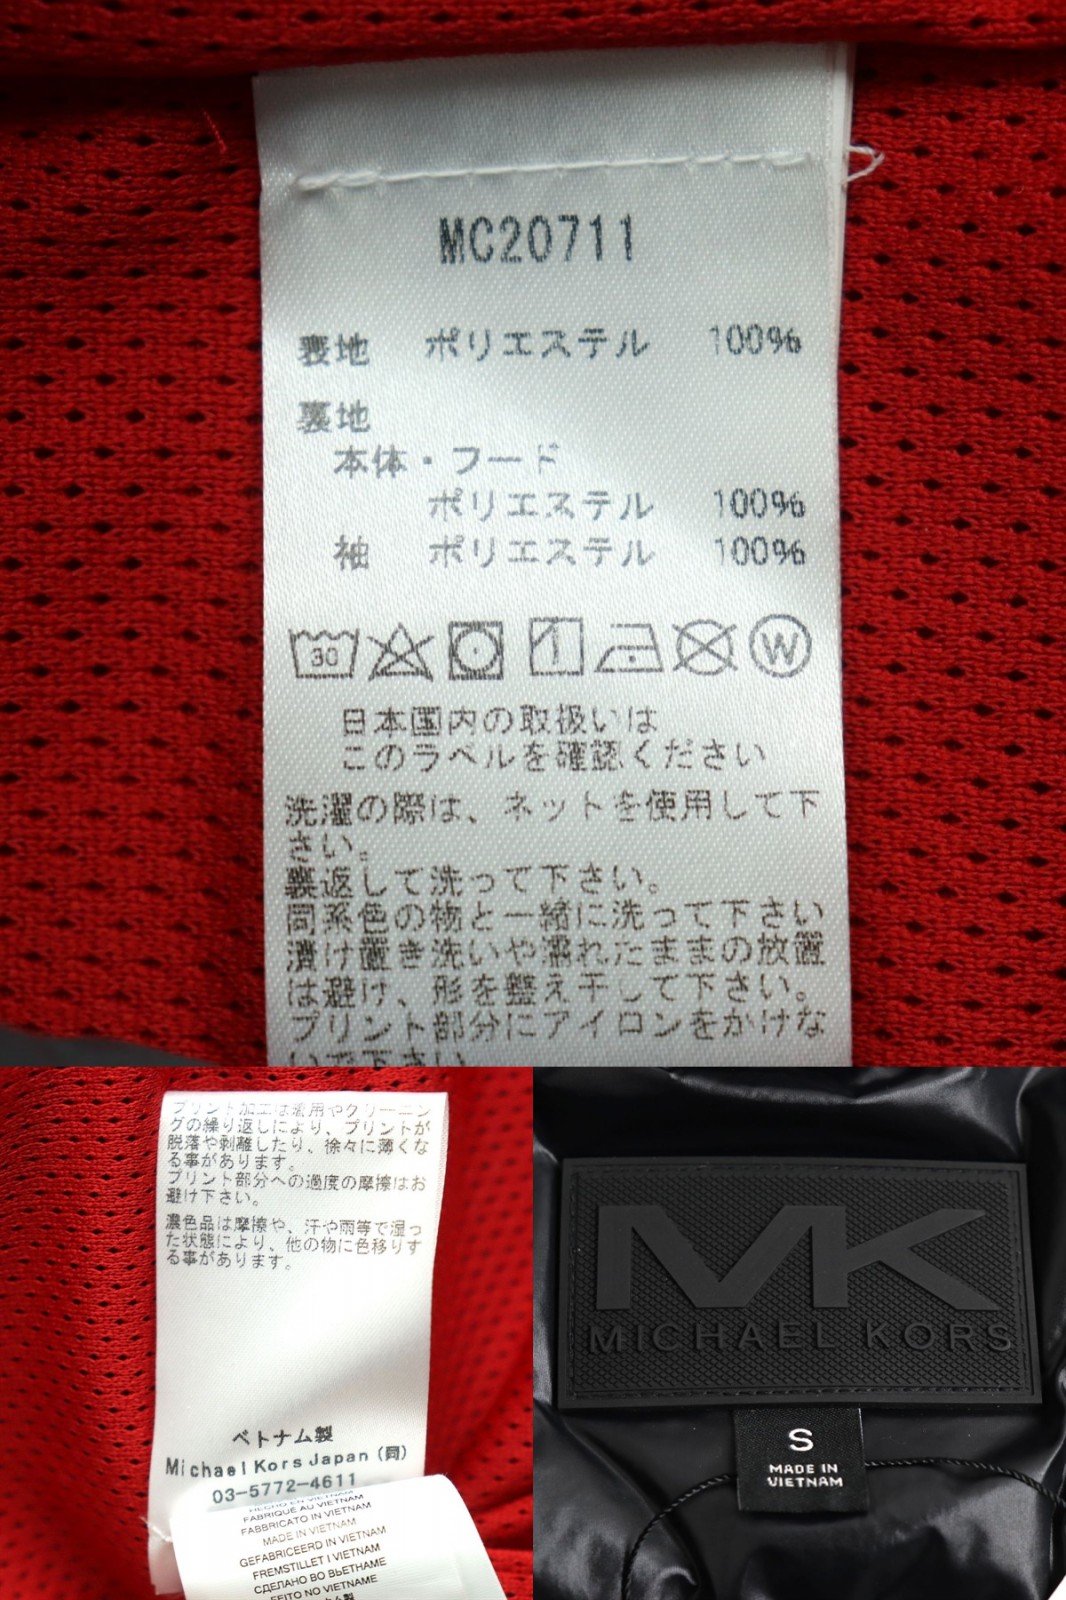 MC20711
表地 ポリエステル 100%
裏地
本体・フード
ポリエステル 100%
袖 ポリエステル 100%
30
1
W
日本国内の取扱いは
このラベルを確認ください
洗濯の際は、ネットを使用して下
さい。
裏返して洗って下さい。
同系色の物と一緒に洗って下さい
漬け置き洗いや濡れたままの放置
は避け、形を整え干して下さい。
プリント部分にアイロンをかけな
いで下さい
プリント加工は着用やクリーニン
グの繰り返しにより、プリントが
脱落や剥離したり、徐々に薄くな
る事があります。
プリント部分への過度の摩擦はお
避け下さい。
濃色品は摩擦や、汗や雨等で湿っ
た状態により、他の物に色移りす
る事があります。
ベトナム製
Michael Kors Japan (同)
03-5772-4611
HECHO EN VIETNAM
FABRIQUÉ AU VIETNAM
FABBRICATO IN VIETNAM
MADE IN VIETNAM
GEFABRICEERD IN VIETNAM
FREMSTILLET I VIETNAM
СДЕЛАНО ВО ВЬЕТНАМЕ
FEITO NO VIETNAME
MK
MICHAEL KORS
S
MADE IN
VIETNAM